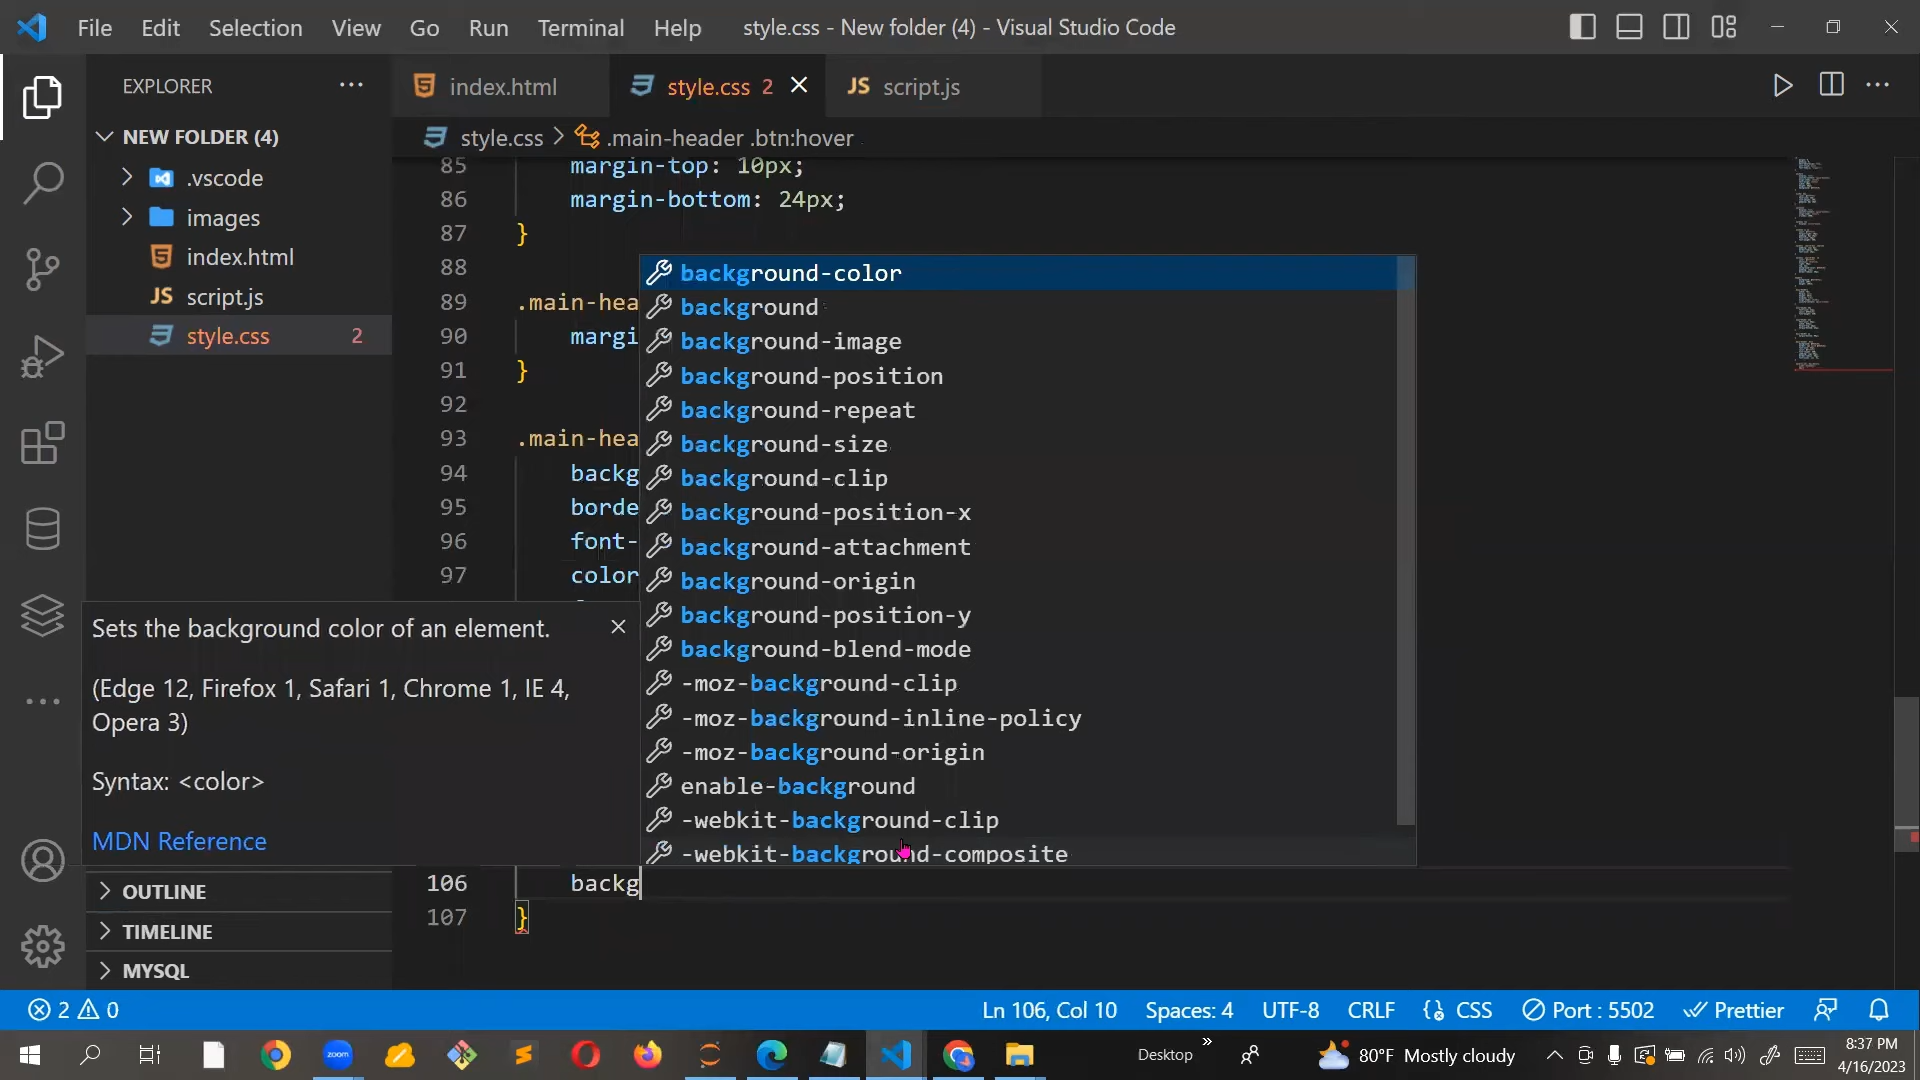 File Edit Selection View Go Run Terminal Help style.css - New folder (4) - Visual Studio Code
EXPLORER
index.html
style.css 2
JS script.js
NEW FOLDER (4)
style.css > .main-header .btn:hover
.vscode
images
index.html
JS script.js
style.css 2
85 margin-top: 10px;
86 margin-bottom: 24px;
87 }
88
89 .main-hea
90 margi
91 }
92
93 .main-hea
94 backg
95 borde
96 font-
97 color
background-color
background
background-image
background-position
background-repeat
background-size
background-clip
background-position-x
background-attachment
background-origin
background-position-y
background-blend-mode
-moz-background-clip
-moz-background-inline-policy
-moz-background-origin
enable-background
-webkit-background-clip
-webkit-background-composite
Sets the background color of an element.
(Edge 12, Firefox 1, Safari 1, Chrome 1, IE 4,
Opera 3)
Syntax: <color>
MDN Reference
106 backg
107 }
OUTLINE
TIMELINE
MYSQL
2 0 Ln 106, Col 10 Spaces: 4 UTF-8 CRLF CSS Port : 5502 Prettier
zoom
Desktop
80°F Mostly cloudy
8:37 PM
4/16/2023